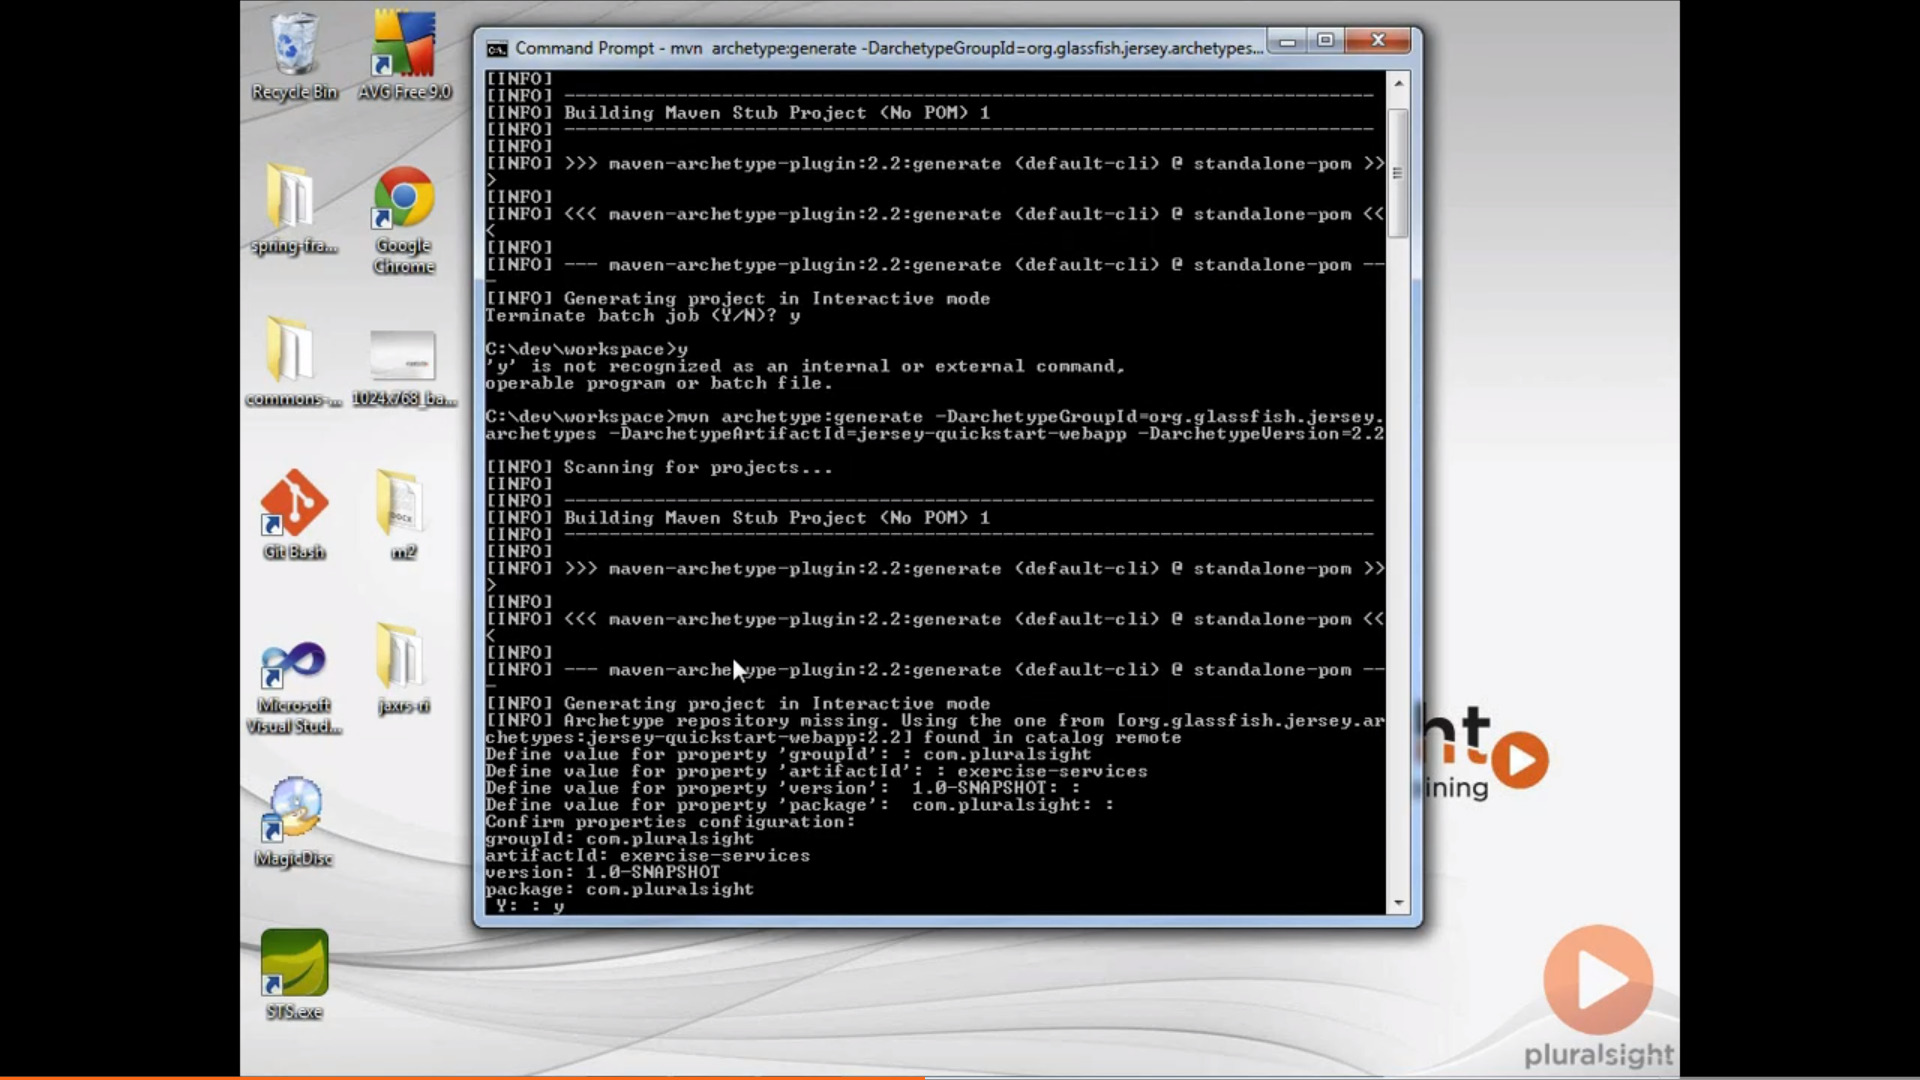 Recycle Bin
AVG Free 9.0
spring-fra...
Google
Chrome
commons-...
1024x768_ba...
Git Bash
DOCX
m2
Microsoft
Visual Stud...
jaxrs-ri
MagicDisc
STS.exe
Command Prompt - mvn archetype:generate -DarchetypeGroupId=org.glassfish.jersey.archetypes...
[INFO]
[INFO] ------------------------------------------------------------------------
[INFO] Building Maven Stub Project (No POM) 1
[INFO] ------------------------------------------------------------------------
[INFO]
[INFO] >>> maven-archetype-plugin:2.2:generate (default-cli) @ standalone-pom >>
>
[INFO]
[INFO] <<< maven-archetype-plugin:2.2:generate (default-cli) @ standalone-pom <<
<
[INFO]
[INFO] --- maven-archetype-plugin:2.2:generate (default-cli) @ standalone-pom --
-
[INFO] Generating project in Interactive mode
Terminate batch job (Y/N)? y
C:\dev\workspace>y
'y' is not recognized as an internal or external command,
operable program or batch file.
C:\dev\workspace>mvn archetype:generate -DarchetypeGroupId=org.glassfish.jersey.
archetypes -DarchetypeArtifactId=jersey-quickstart-webapp -DarchetypeVersion=2.2
[INFO] Scanning for projects...
[INFO]
[INFO] ------------------------------------------------------------------------
[INFO] Building Maven Stub Project (No POM) 1
[INFO] ------------------------------------------------------------------------
[INFO]
[INFO] >>> maven-archetype-plugin:2.2:generate (default-cli) @ standalone-pom >>
>
[INFO]
[INFO] <<< maven-archetype-plugin:2.2:generate (default-cli) @ standalone-pom <<
<
[INFO]
[INFO] --- maven-archetype-plugin:2.2:generate (default-cli) @ standalone-pom --
-
[INFO] Generating project in Interactive mode
[INFO] Archetype repository missing. Using the one from [org.glassfish.jersey.ar
chetypes:jersey-quickstart-webapp:2.2] found in catalog remote
Define value for property 'groupId': : com.pluralsight
Define value for property 'artifactId': : exercise-services
Define value for property 'version':  1.0-SNAPSHOT: :
Define value for property 'package':  com.pluralsight: :
Confirm properties configuration:
groupId: com.pluralsight
artifactId: exercise-services
version: 1.0-SNAPSHOT
package: com.pluralsight
 Y: : y
ht
ining
pluralsight